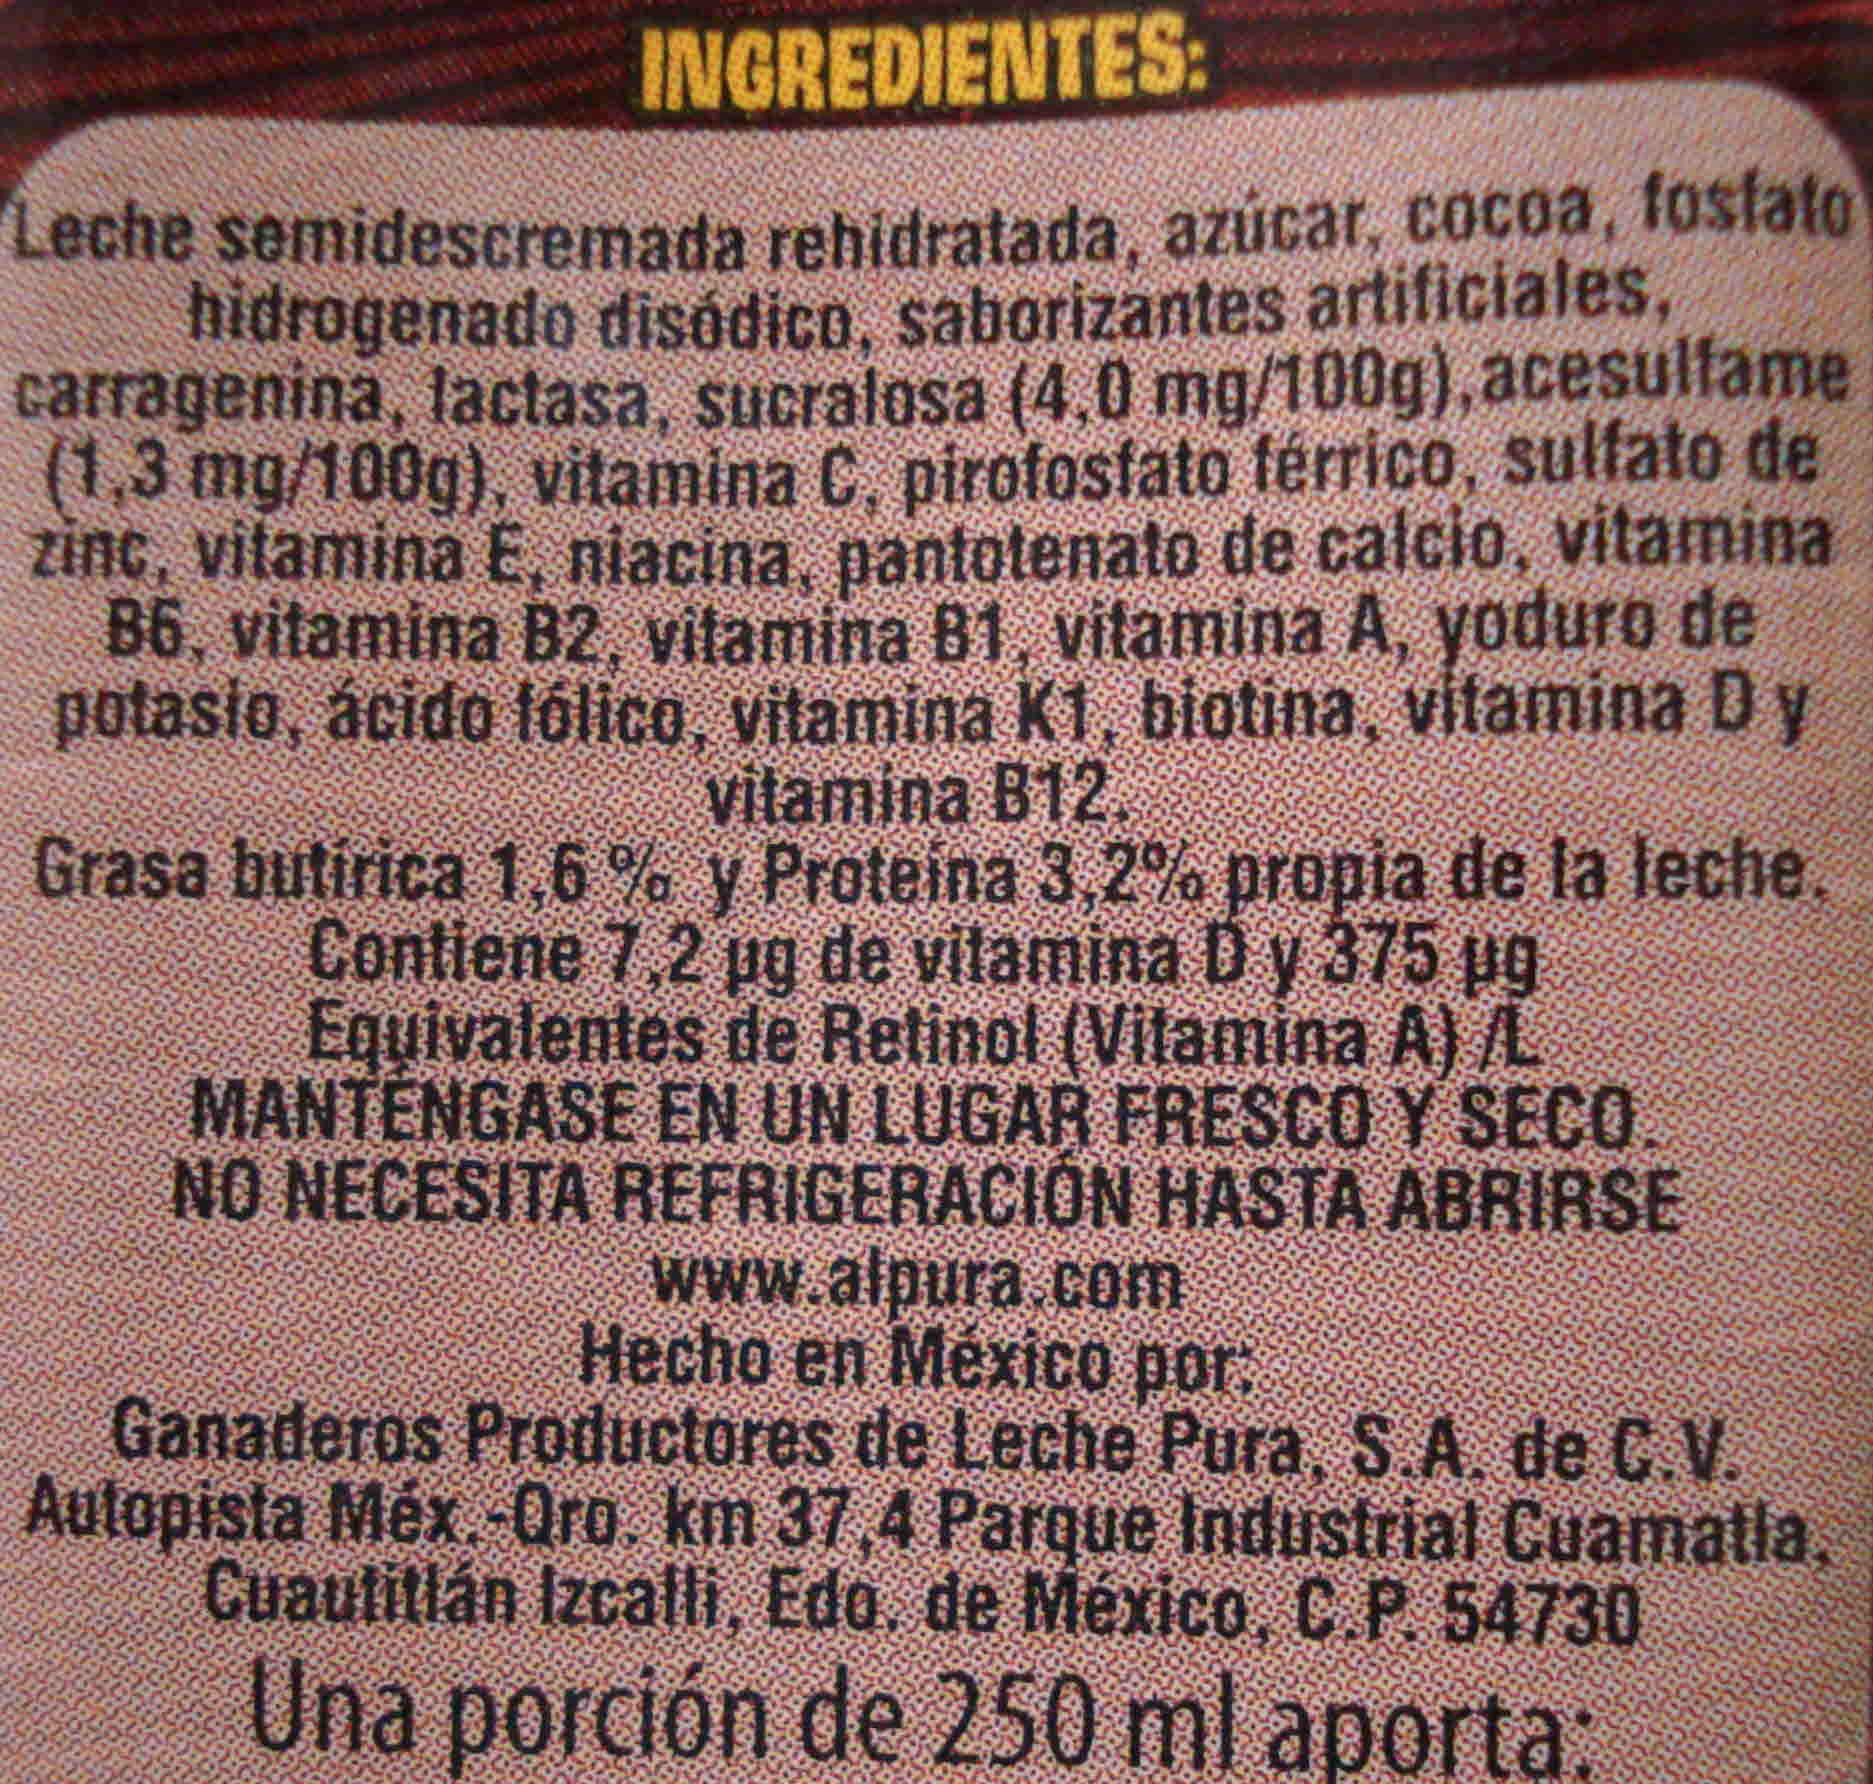 INGREDIENTES:
Leche semidescremada rehidratada, azúcar, cocoa, fosfato
hidrogenado disódico, saborizantes artificiales,
carragenina, lactasa, sucralosa (4,0 mg/100g),acesulfame
(1,3 mg/100g), vitamina C, pirofosfato férrico, sulfato de
zinc, vitamina E, niacina, pantotenato de calcio, vitamina
B6, vitamina B2, vitamina B1, vitamina A, yoduro de
potasio, ácido fólico, vitamina K1, biotina, vitamina D y
vitamina B12.
Grasa butírica 1,6 % y Proteína 3,2% propia de la leche.
Contiene 7,2 µg de vitamina D y 375 µg
Equivalentes de Retinol (Vitamina A) /L
MANTÉNGASE EN UN LUGAR FRESCO Y SECO.
NO NECESITA REFRIGERACIÓN HASTA ABRIRSE
www.alpura.com
Hecho en México por:
Ganaderos Productores de Leche Pura, S.A. de C.V.
Autopista Méx.-Qro. km 37,4 Parque Industrial Cuamatla.
Cuautitlán Izcalli, Edo. de México, C.P. 54730
Una porción de 250 ml aporta: